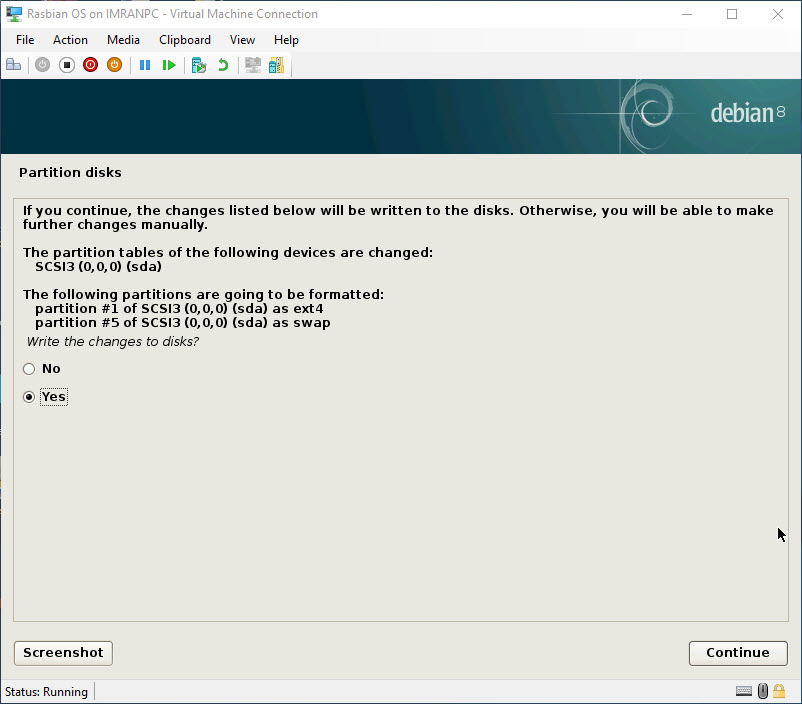 Rasbian OS on IMRANPC - Virtual Machine Connection
File Action Media Clipboard View Help
debian 8
Partition disks
If you continue, the changes listed below will be written to the disks. Otherwise, you will be able to make
further changes manually.
The partition tables of the following devices are changed:
SCSI3 (0,0,0) (sda)
The following partitions are going to be formatted:
partition #1 of SCSI3 (0,0,0) (sda) as ext4
partition #5 of SCSI3 (0,0,0) (sda) as swap
Write the changes to disks?
No
Yes
Screenshot
Continue
Status: Running